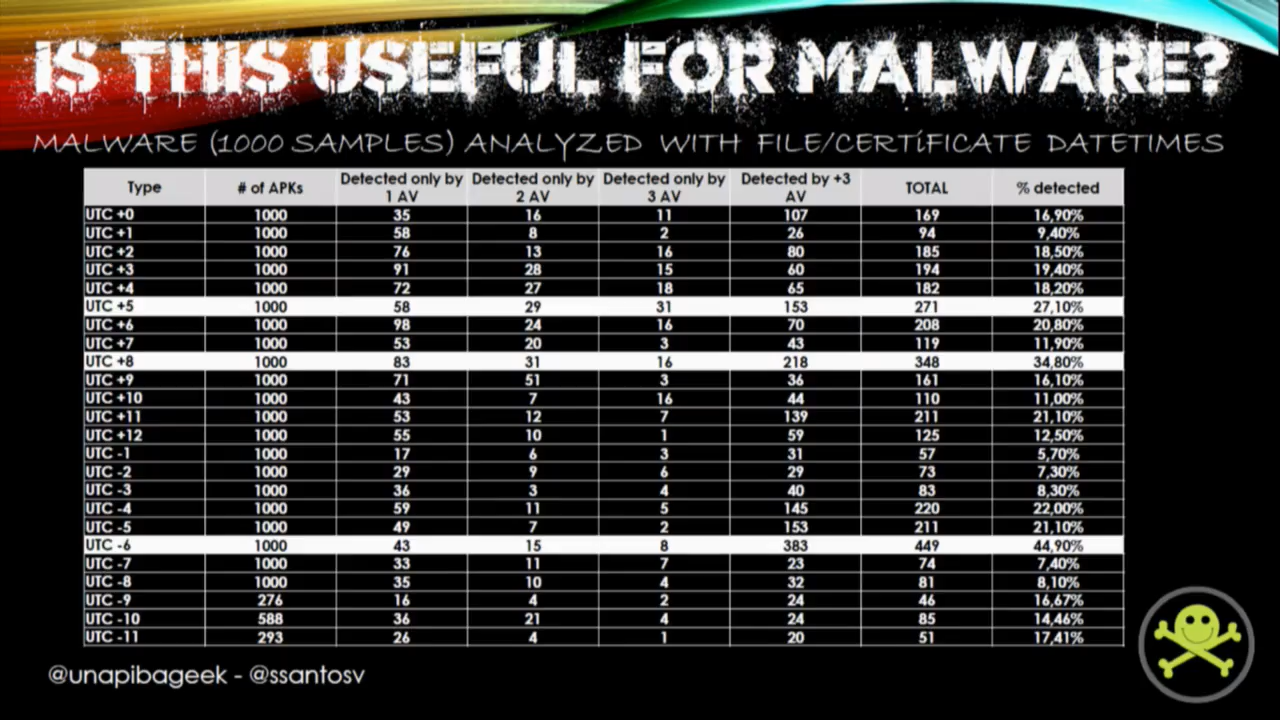 IS THIS USEFUL FOR MALWARE?
MALWARE (1000 SAMPLES) ANALYZED WITH FILE/CERTíFICATE DATETIMES
Type # of APKs Detected only by 1 AV Detected only by 2 AV Detected only by 3 AV Detected by +3 AV TOTAL % detected
UTC +0 1000 35 16 11 107 169 16,90%
UTC +1 1000 58 8 2 26 94 9,40%
UTC +2 1000 76 13 16 80 185 18,50%
UTC +3 1000 91 28 15 60 194 19,40%
UTC +4 1000 72 27 18 65 182 18,20%
UTC +5 1000 58 29 31 153 271 27,10%
UTC +6 1000 98 24 16 70 208 20,80%
UTC +7 1000 53 20 3 43 119 11,90%
UTC +8 1000 83 31 16 218 348 34,80%
UTC +9 1000 71 51 3 36 161 16,10%
UTC +10 1000 43 7 16 44 110 11,00%
UTC +11 1000 53 12 7 139 211 21,10%
UTC +12 1000 55 10 1 59 125 12,50%
UTC -1 1000 17 6 3 31 57 5,70%
UTC -2 1000 29 9 6 29 73 7,30%
UTC -3 1000 36 3 4 40 83 8,30%
UTC -4 1000 59 11 5 145 220 22,00%
UTC -5 1000 49 7 2 153 211 21,10%
UTC -6 1000 43 15 8 383 449 44,90%
UTC -7 1000 33 11 7 23 74 7,40%
UTC -8 1000 35 10 4 32 81 8,10%
UTC -9 276 16 4 2 24 46 16,67%
UTC -10 588 36 21 4 24 85 14,46%
UTC -11 293 26 4 1 20 51 17,41%
@unapibageek - @ssantosv